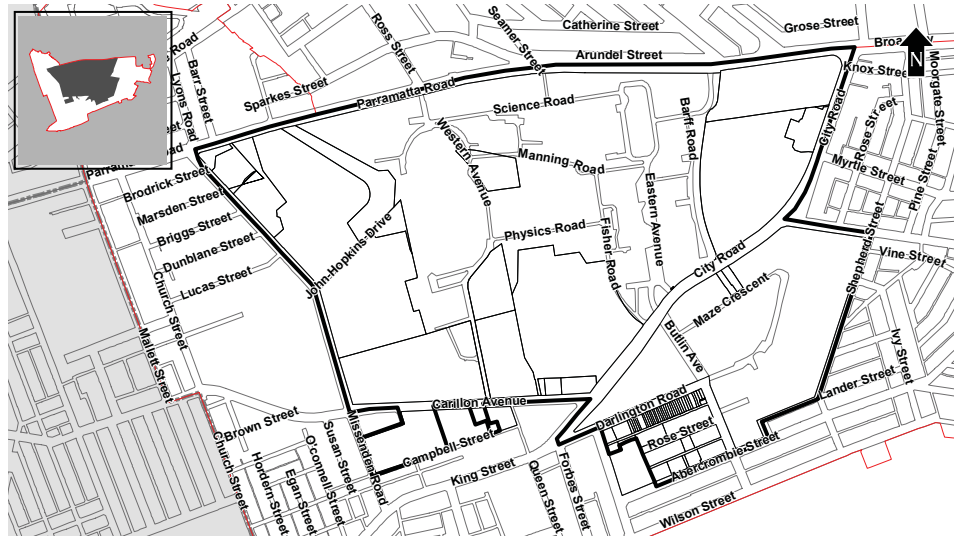 Catherine Street
Grose Street
Seamer Street
Ross Street
Arundel Street
Broadway
N
e Road
Barr Street
Lyons Road
Sparkes Street
Parramatta Road
Science Road
Knox Street
Moorgate Street
City Road
Rose Street
Barff Road
Western Avenue
Manning Road
Myrtle Street
Pine Street
Street
Parra
Road
Brodrick Street
Marsden Street
Briggs Street
Dunblane Street
Lucas Street
John Hopkins Drive
Physics Road
Fisher Road
Eastern Avenue
City Road
Shepherd Street
Vine Street
Maze Crescent
Church Street
Mallett Street
Butlin Ave
Ivy Street
Lander Street
Carillon Avenue
Missenden Road
Brown Street
Campbell Street
Darlington Road
Rose Street
Abercrombie Street
Church Street
Hordern Street
Egan Street
O'connell Street
Susan Street
King Street
Queen Street
Forbes Street
Wilson Street